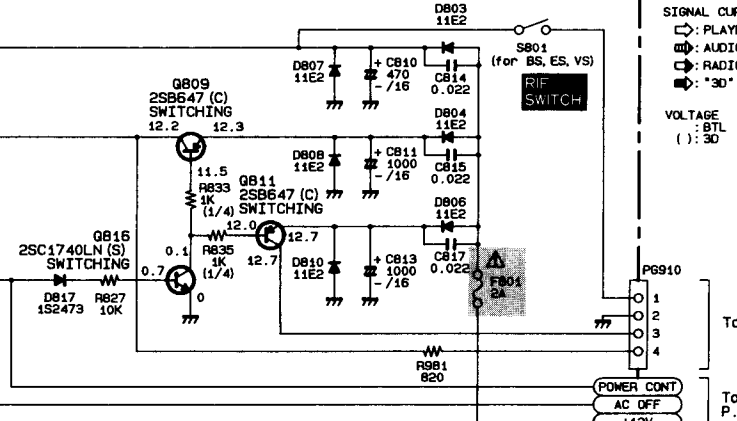 D803
11E2
SIGNAL CUR
: PLAY
: AUDIO
: RADIO
: "3D"
S801
(for BS, ES, VS)
RIF
SWITCH
VOLTAGE
: BTL
( ): 3D
D807
11E2
+ C810
470
-/16
C814
0.022
Q809
2SB647 (C)
SWITCHING
12.2
12.3
11.5
D804
11E2
D808
11E2
+ C811
1000
-/16
C815
0.022
R833
1K
(1/4)
Q811
2SB647 (C)
SWITCHING
12.0
12.7
12.7
D806
11E2
Q816
2SC1740LN (S)
SWITCHING
0.1
0.7
0
R835
1K
(1/4)
D810
11E2
+ C813
1000
-/16
C817
0.022
F801
2A
D817
1S2473
R827
10K
PG910
1
2
3
4
To
R981
820
POWER CONT
AC OFF
To
P.